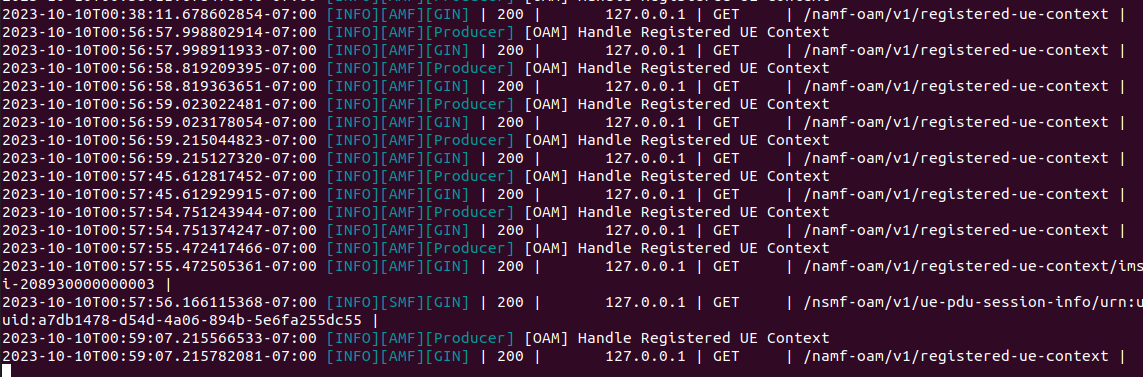 2023-10-10T00:38:11.678602854-07:00 [INFO][AMF][GIN] | 200 | 127.0.0.1 | GET | /namf-oam/v1/registered-ue-context |
2023-10-10T00:56:57.998802914-07:00 [INFO][AMF][Producer] [OAM] Handle Registered UE Context
2023-10-10T00:56:57.998911933-07:00 [INFO][AMF][GIN] | 200 | 127.0.0.1 | GET | /namf-oam/v1/registered-ue-context |
2023-10-10T00:56:58.819209395-07:00 [INFO][AMF][Producer] [OAM] Handle Registered UE Context
2023-10-10T00:56:58.819363651-07:00 [INFO][AMF][GIN] | 200 | 127.0.0.1 | GET | /namf-oam/v1/registered-ue-context |
2023-10-10T00:56:59.023022481-07:00 [INFO][AMF][Producer] [OAM] Handle Registered UE Context
2023-10-10T00:56:59.023178054-07:00 [INFO][AMF][GIN] | 200 | 127.0.0.1 | GET | /namf-oam/v1/registered-ue-context |
2023-10-10T00:56:59.215044823-07:00 [INFO][AMF][Producer] [OAM] Handle Registered UE Context
2023-10-10T00:56:59.215127320-07:00 [INFO][AMF][GIN] | 200 | 127.0.0.1 | GET | /namf-oam/v1/registered-ue-context |
2023-10-10T00:57:45.612817452-07:00 [INFO][AMF][Producer] [OAM] Handle Registered UE Context
2023-10-10T00:57:45.612929915-07:00 [INFO][AMF][GIN] | 200 | 127.0.0.1 | GET | /namf-oam/v1/registered-ue-context |
2023-10-10T00:57:54.751243944-07:00 [INFO][AMF][Producer] [OAM] Handle Registered UE Context
2023-10-10T00:57:54.751374247-07:00 [INFO][AMF][GIN] | 200 | 127.0.0.1 | GET | /namf-oam/v1/registered-ue-context |
2023-10-10T00:57:55.472417466-07:00 [INFO][AMF][Producer] [OAM] Handle Registered UE Context
2023-10-10T00:57:55.472505361-07:00 [INFO][AMF][GIN] | 200 | 127.0.0.1 | GET | /namf-oam/v1/registered-ue-context/ims
i-208930000000003 |
2023-10-10T00:57:56.166115368-07:00 [INFO][SMF][GIN] | 200 | 127.0.0.1 | GET | /nsmf-oam/v1/ue-pdu-session-info/urn:u
uid:a7db1478-d54d-4a06-894b-5e6fa255dc55 |
2023-10-10T00:59:07.215566533-07:00 [INFO][AMF][Producer] [OAM] Handle Registered UE Context
2023-10-10T00:59:07.215782081-07:00 [INFO][AMF][GIN] | 200 | 127.0.0.1 | GET | /namf-oam/v1/registered-ue-context |